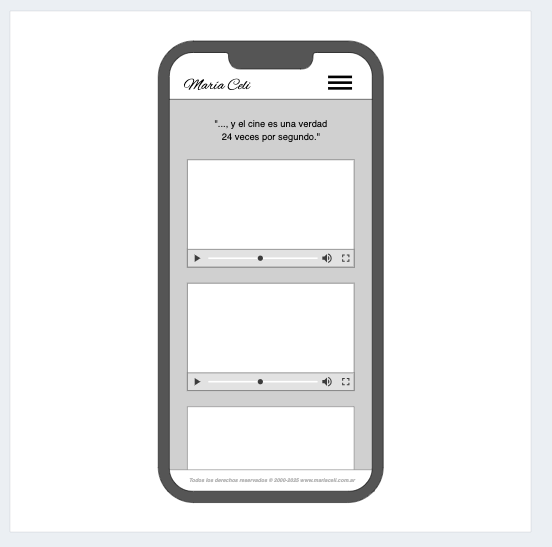 Maria Celi
"..., y el cine es una verdad
24 veces por segundo."
Todos los derechos reservados © 2000-2025 www.mariaceli.com.ar